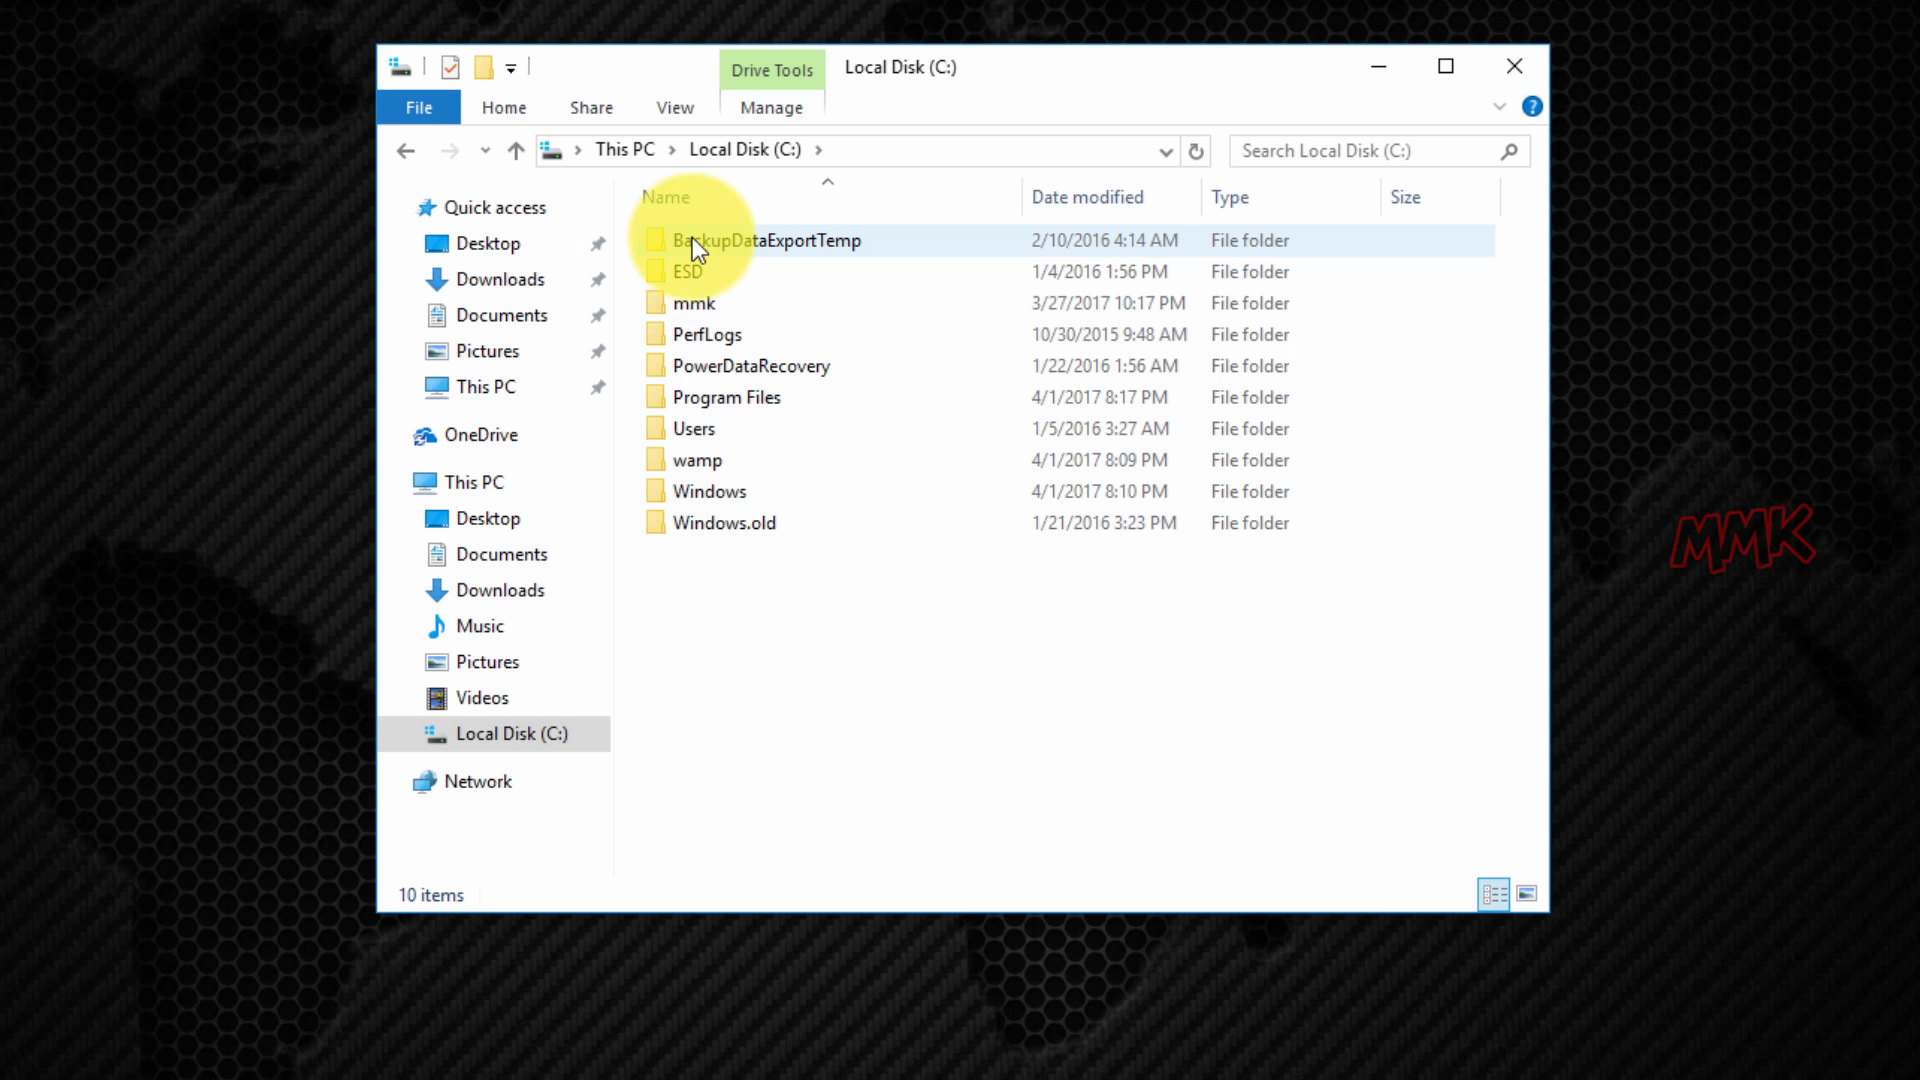 Drive Tools
Local Disk (C:)
File
Home
Share
View
Manage
This PC
Local Disk (C:)
Search Local Disk (C:)
Name
Date modified
Type
Size
Quick access
Desktop
Downloads
Documents
Pictures
This PC
OneDrive
This PC
Desktop
Documents
Downloads
Music
Pictures
Videos
Local Disk (C:)
Network
BackupDataExportTemp 2/10/2016 4:14 AM File folder
ESD 1/4/2016 1:56 PM File folder
mmk 3/27/2017 10:17 PM File folder
PerfLogs 10/30/2015 9:48 AM File folder
PowerDataRecovery 1/22/2016 1:56 AM File folder
Program Files 4/1/2017 8:17 PM File folder
Users 1/5/2016 3:27 AM File folder
wamp 4/1/2017 8:09 PM File folder
Windows 4/1/2017 8:10 PM File folder
Windows.old 1/21/2016 3:23 PM File folder
10 items
MMK